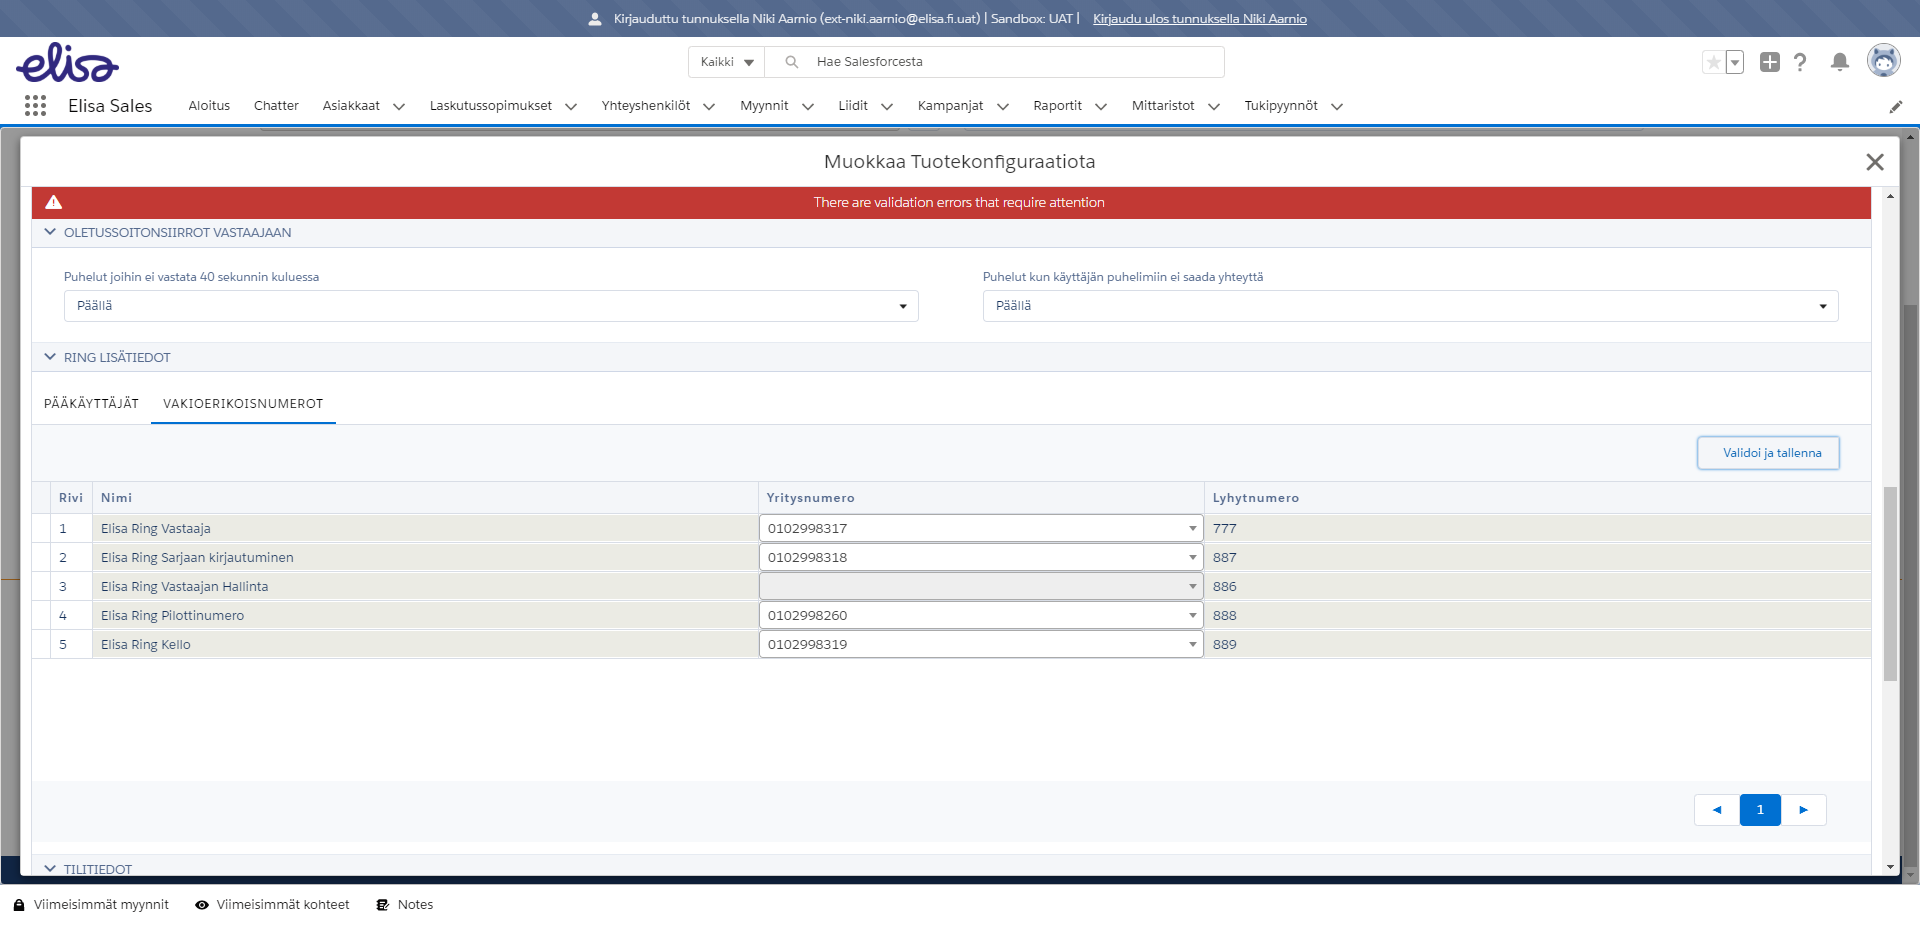 Kirjauduttu tunnuksella Niki Aarnio (ext-niki.aarnio@elisa.fi.uat) | Sandbox: UAT | Kirjaudu ulos tunnuksella Niki Aarnio
elisa
Kaikki Hae Salesforcesta
Elisa Sales Aloitus Chatter Asiakkaat Laskutussopimukset Yhteyshenkilöt Myynnit Liidit Kampanjat Raportit Mittaristot Tukipyynnöt
Muokkaa Tuotekonfiguraatiota
There are validation errors that require attention
OLETUSSOITONSIIRROT VASTAAJAAN
Puhelut joihin ei vastata 40 sekunnin kuluessa Puhelut kun käyttäjän puhelimiin ei saada yhteyttä
Päällä Päällä
RING LISÄTIEDOT
PÄÄKÄYTTÄJÄT VAKIOERIKOISNUMEROT
Validoi ja tallenna
Rivi Nimi Yritysnumero Lyhytnumero
1 Elisa Ring Vastaaja 0102998317 777
2 Elisa Ring Sarjaan kirjautuminen 0102998318 887
3 Elisa Ring Vastaajan Hallinta 886
4 Elisa Ring Pilottinumero 0102998260 888
5 Elisa Ring Kello 0102998319 889
1
TILITIEDOT
Viimeisimmät myynnit Viimeisimmät kohteet Notes